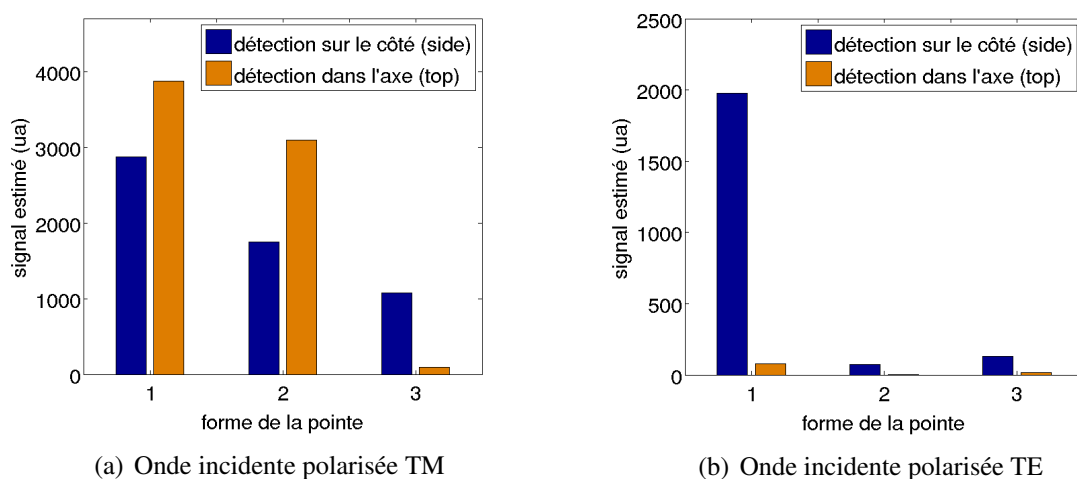 détection sur le côté (side)
détection dans l'axe (top)
4000
3000
2000
1000
0
signal estimé (ua)
1
2
3
forme de la pointe
(a) Onde incidente polarisée TM
détection sur le côté (side)
détection dans l'axe (top)
2500
2000
1500
1000
500
0
signal estimé (ua)
1
2
3
forme de la pointe
(b) Onde incidente polarisée TE